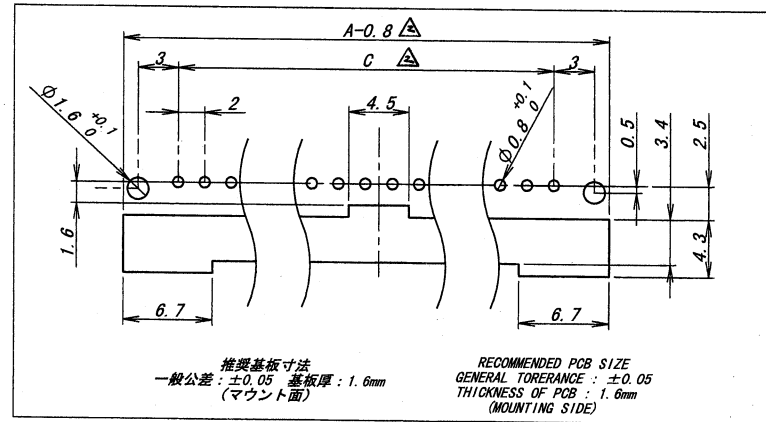 A-0.8 △2
3 C △2 3
φ1.6 +0.1 0
2
4.5
φ0.8 +0.1 0
0.5
3.4
2.5
1.6
4.3
6.7
6.7
推奨基板寸法
一般公差：±0.05 基板厚：1.6mm
(マウント面)
RECOMMENDED PCB SIZE
GENERAL TORERANCE : ±0.05
THICKNESS OF PCB : 1.6mm
(MOUNTING SIDE)